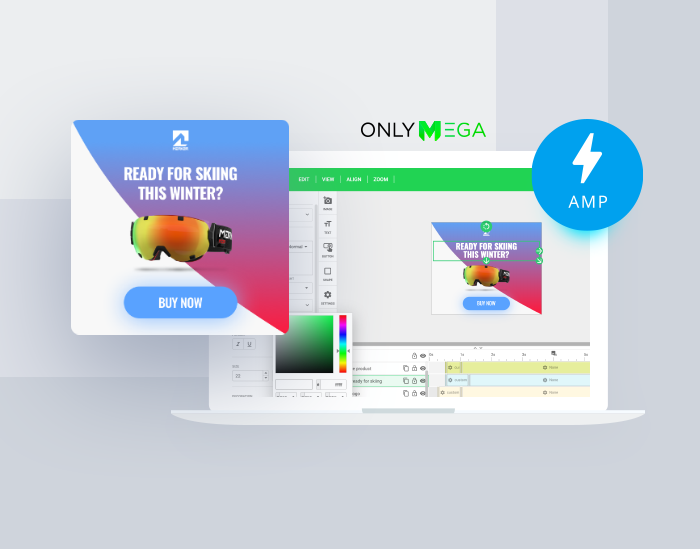 ONLY MEGA
READY FOR SKIING
THIS WINTER?
BUY NOW
EDIT | VIEW | ALIGN | ZOOM |
AMP
IMAGE
TEXT
BUTTON
SHAPE
SETTINGS
READY FOR SKIING
THIS WINTER?
BUY NOW
product
ready for skiing